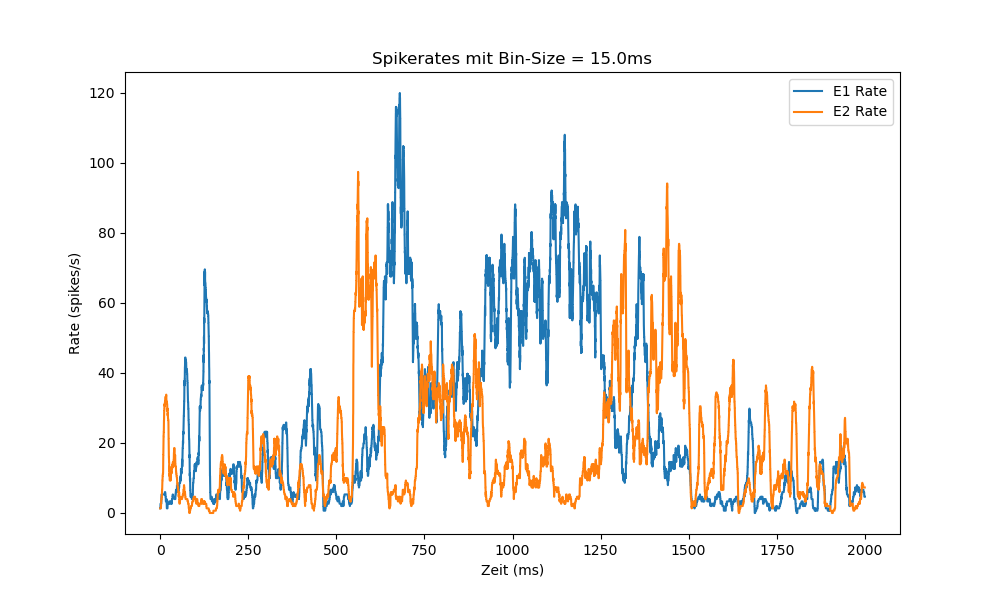 Spikerates mit Bin-Size = 15.0ms
E1 Rate
E2 Rate
120
100
80
60
40
20
0
Rate (spikes/s)
0 250 500 750 1000 1250 1500 1750 2000
Zeit (ms)